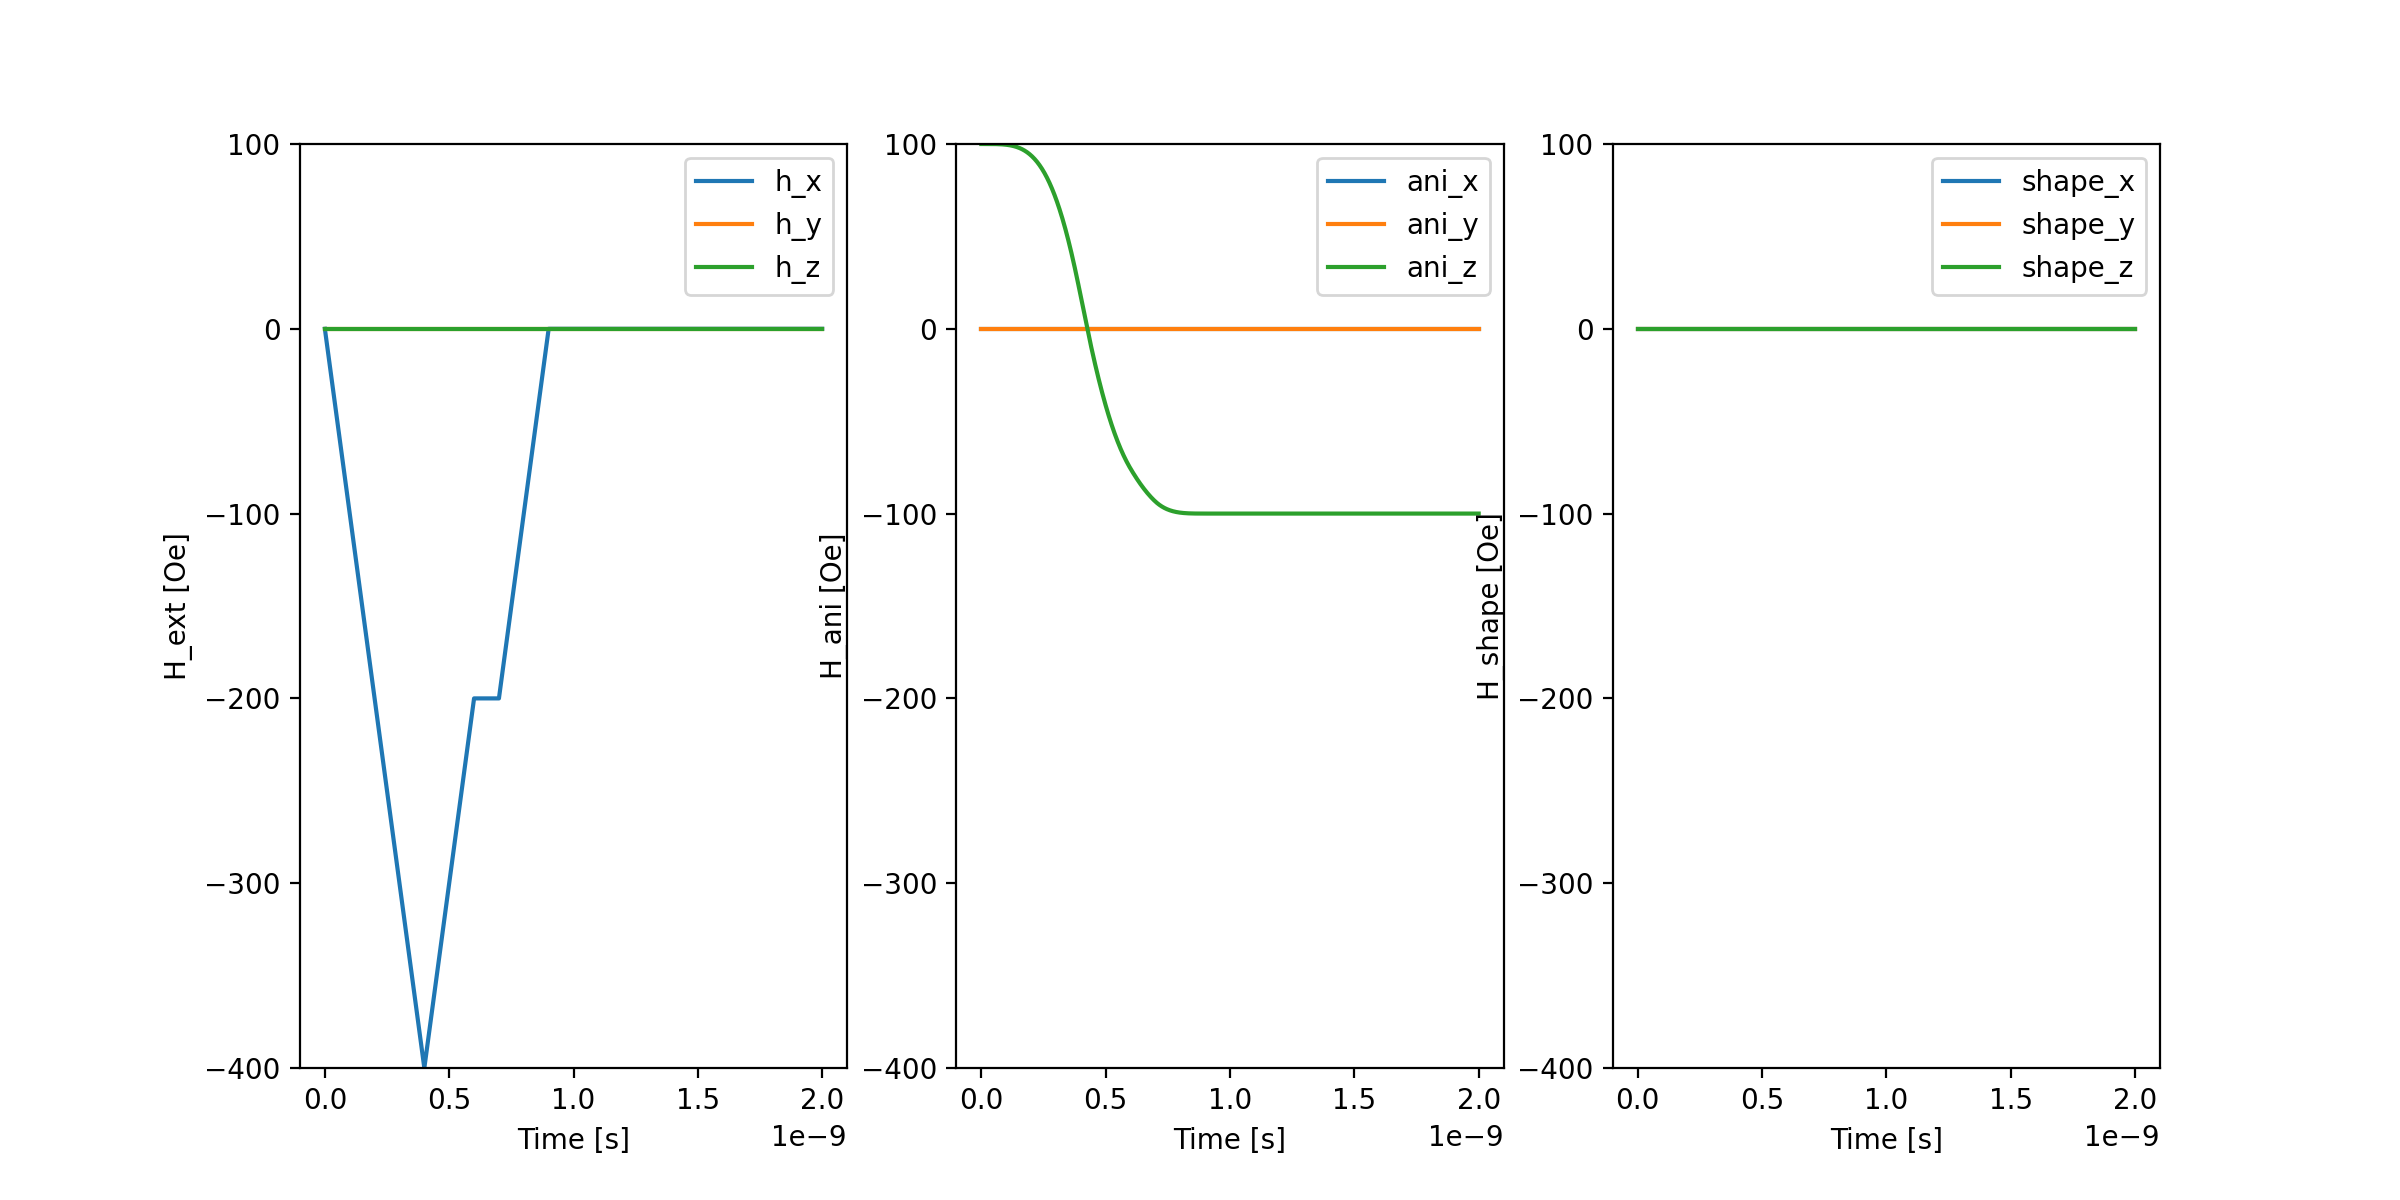 H_ext [Oe]
100
0
−100
−200
−300
−400
h_x
h_y
h_z
0.0 0.5 1.0 1.5 2.0
Time [s]
1e−9
H_ani [Oe]
100
0
−100
−200
−300
−400
ani_x
ani_y
ani_z
0.0 0.5 1.0 1.5 2.0
Time [s]
1e−9
H_shape [Oe]
100
0
−100
−200
−300
−400
shape_x
shape_y
shape_z
0.0 0.5 1.0 1.5 2.0
Time [s]
1e−9